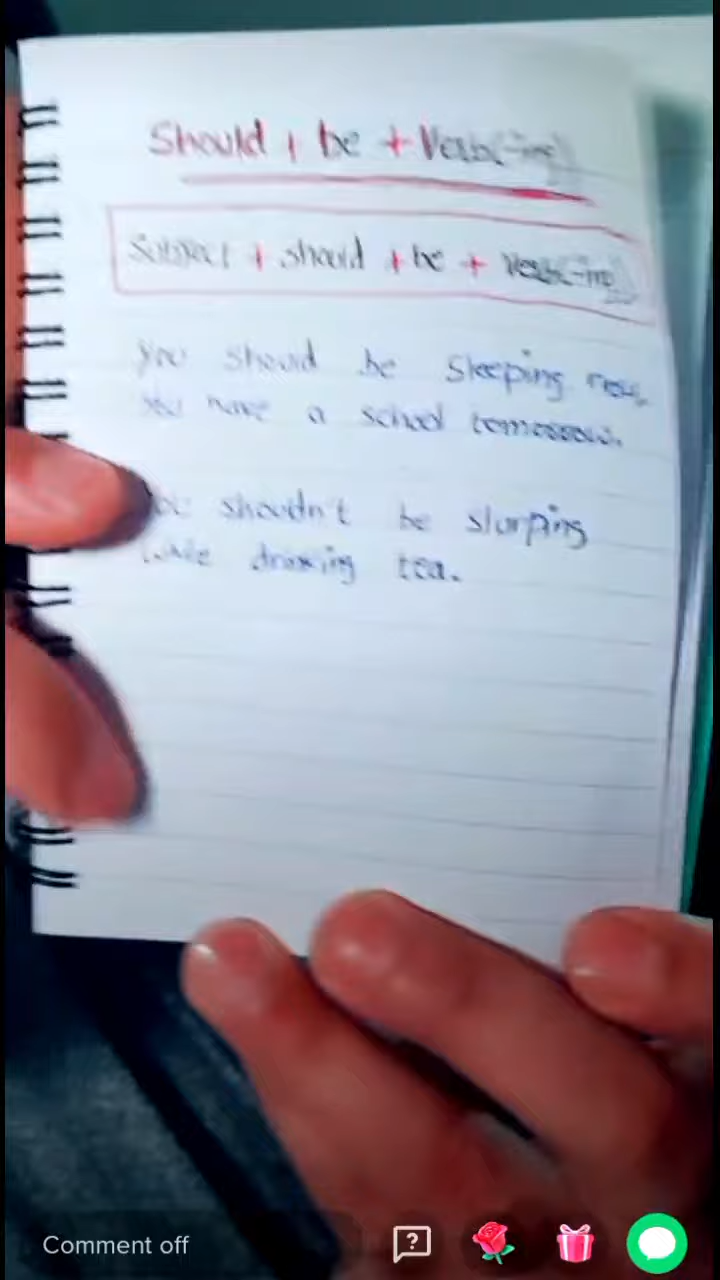 Should + be + Verb(-ing)
Subject + should + be + Verb(-ing)
You should be sleeping now.
You have a school tomorrow.
shoudn't be slurping
drinking tea.
Comment off